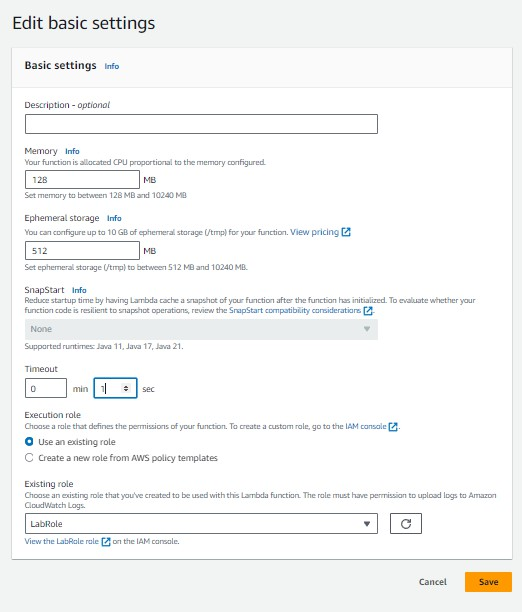 Edit basic settings
Basic settings Info
Description - optional
Memory Info
Your function is allocated CPU proportional to the memory configured.
128 MB
Set memory to between 128 MB and 10240 MB
Ephemeral storage Info
You can configure up to 10 GB of ephemeral storage (/tmp) for your function. View pricing
512 MB
Set ephemeral storage (/tmp) to between 512 MB and 10240 MB.
SnapStart Info
Reduce startup time by having Lambda cache a snapshot of your function after the function has initialized. To evaluate whether your
function code is resilient to snapshot operations, review the SnapStart compatibility considerations.
None
Supported runtimes: Java 11, Java 17, Java 21.
Timeout
0 min 1 sec
Execution role
Choose a role that defines the permissions of your function. To create a custom role, go to the IAM console.
Use an existing role
Create a new role from AWS policy templates
Existing role
Choose an existing role that you've created to be used with this Lambda function. The role must have permission to upload logs to Amazon
CloudWatch Logs.
LabRole
View the LabRole role on the IAM console.
Cancel Save